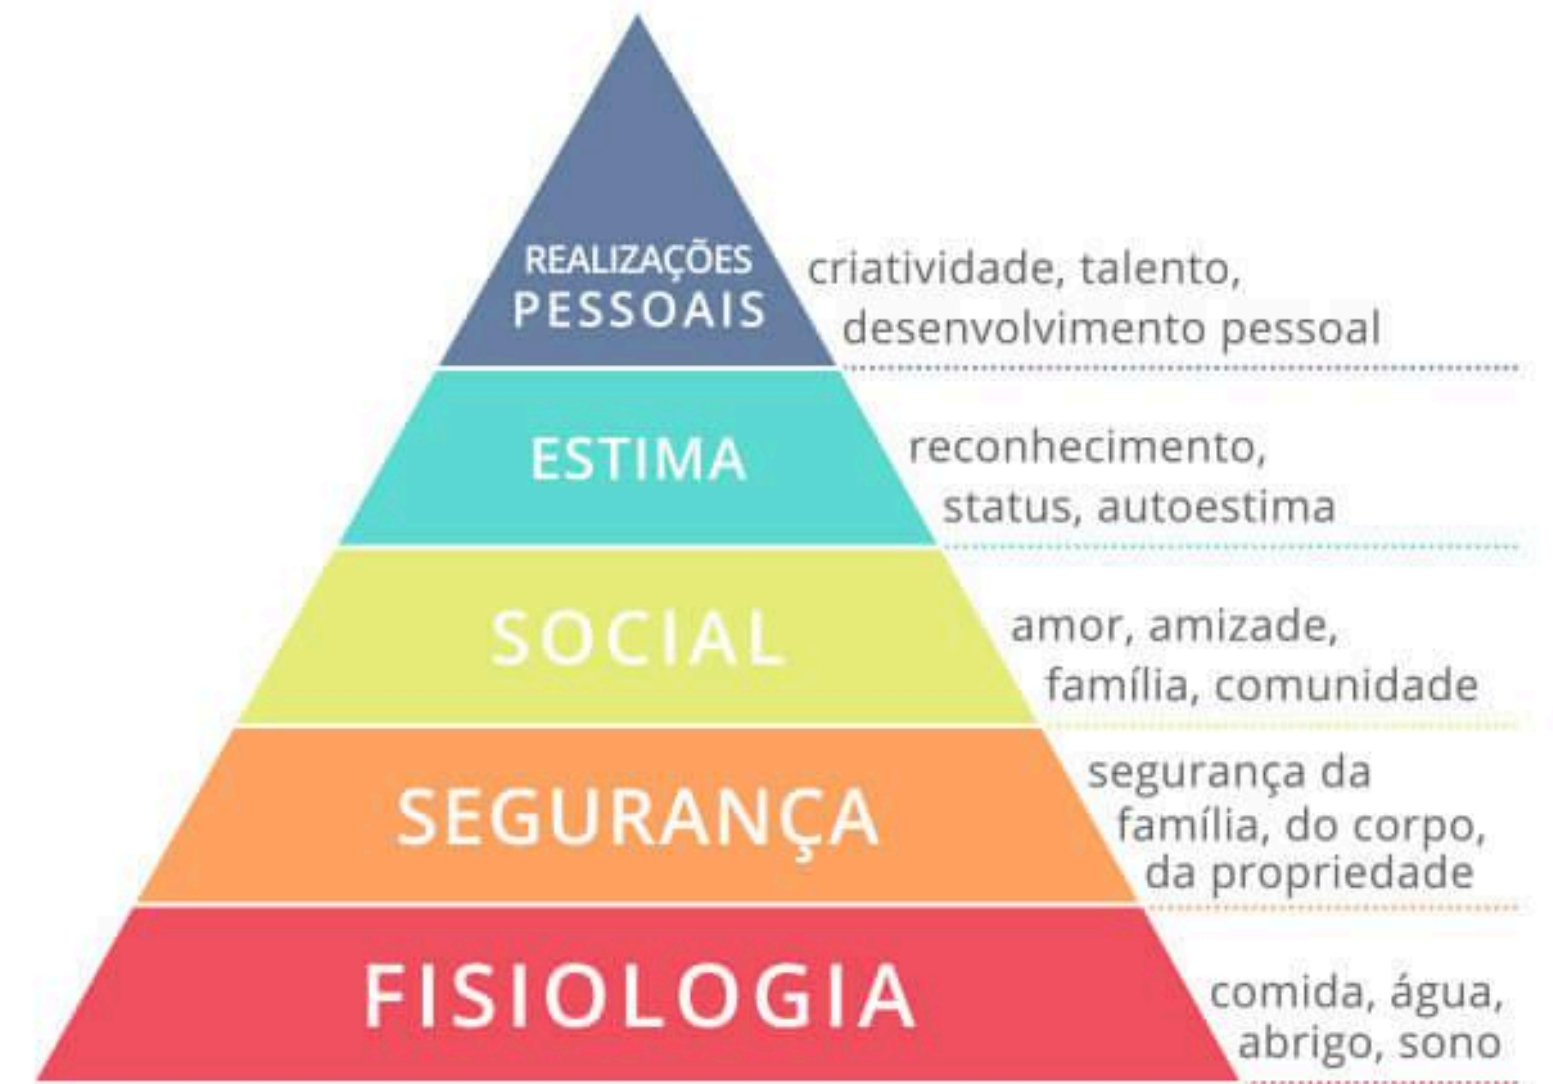 REALIZAÇÕES
PESSOAIS
criatividade, talento,
desenvolvimento pessoal
ESTIMA
reconhecimento,
status, autoestima
SOCIAL
amor, amizade,
família, comunidade
SEGURANÇA
segurança da
família, do corpo,
da propriedade
FISIOLOGIA
comida, água,
abrigo, sono